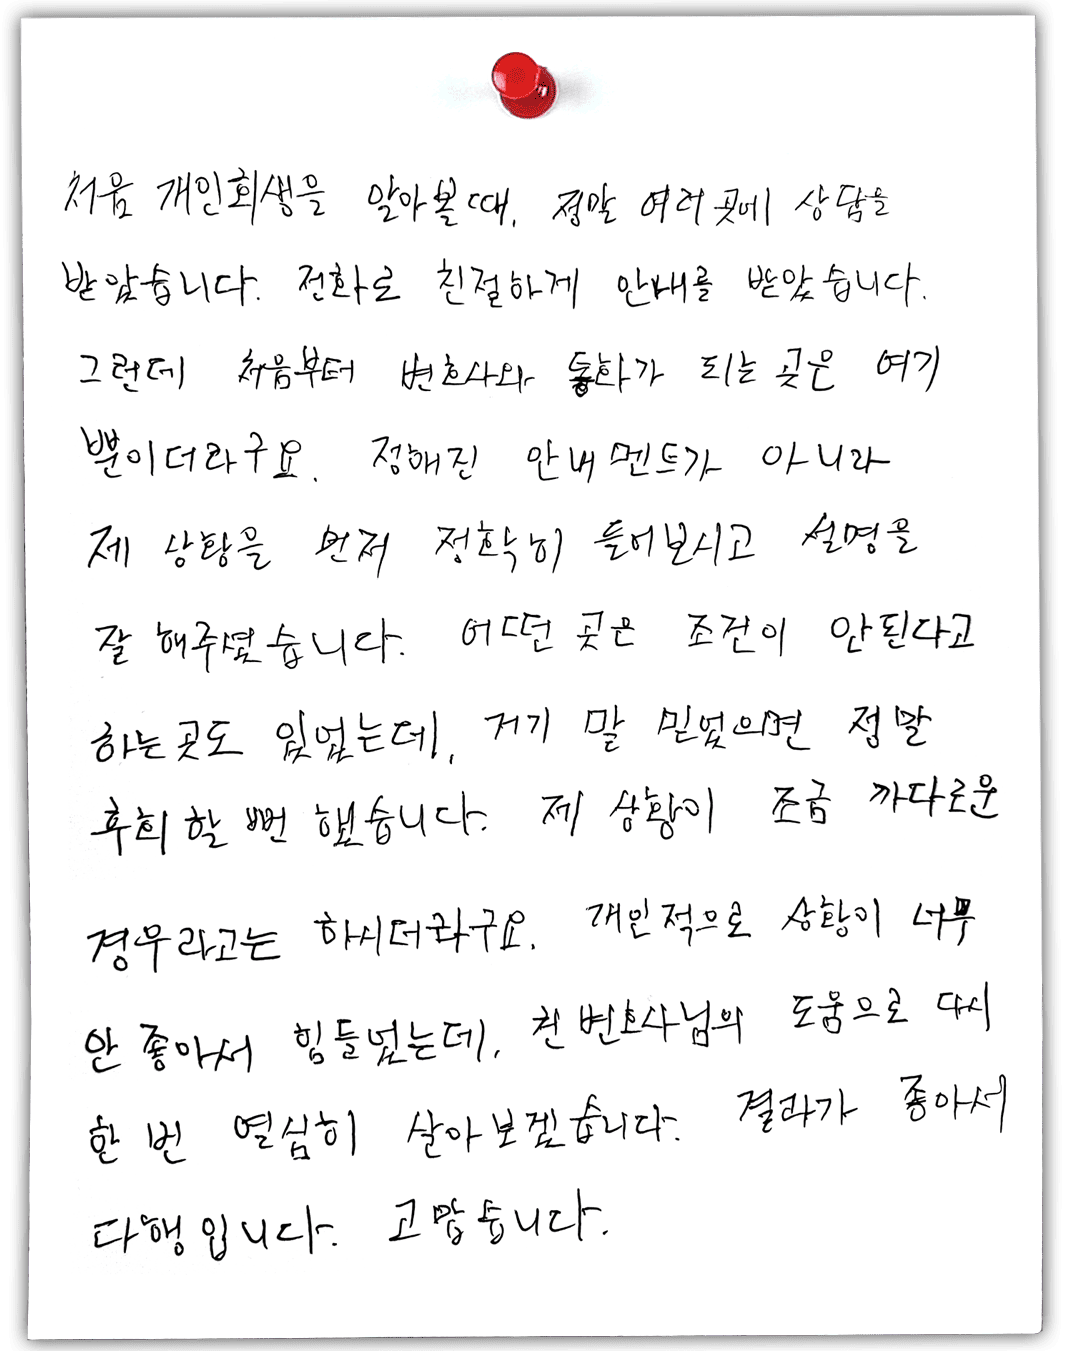 처음 개인회생을 알아볼때, 정말 여러곳에 상담을
받았습니다. 전화로 친절하게 안내를 받았습니다.
그런데 처음부터 변호사와 통화가 되는 곳은 여기
뿐이더라구요. 정해진 안내멘트가 아니라
제 상황을 먼저 정확히 들어보시고 설명을
잘 해주셨습니다. 어떤 곳은 조건이 안된다고
하는곳도 있었는데, 거기 말 믿었으면 정말
후회할 뻔 했습니다. 제 상황이 조금 까다로운
경우라고는 하시더라구요. 개인적으로 상황이 너무
안좋아서 힘들었는데, 천변호사님의 도움으로 다시
한번 열심히 살아보겠습니다. 결과가 좋아서
다행입니다. 고맙습니다.